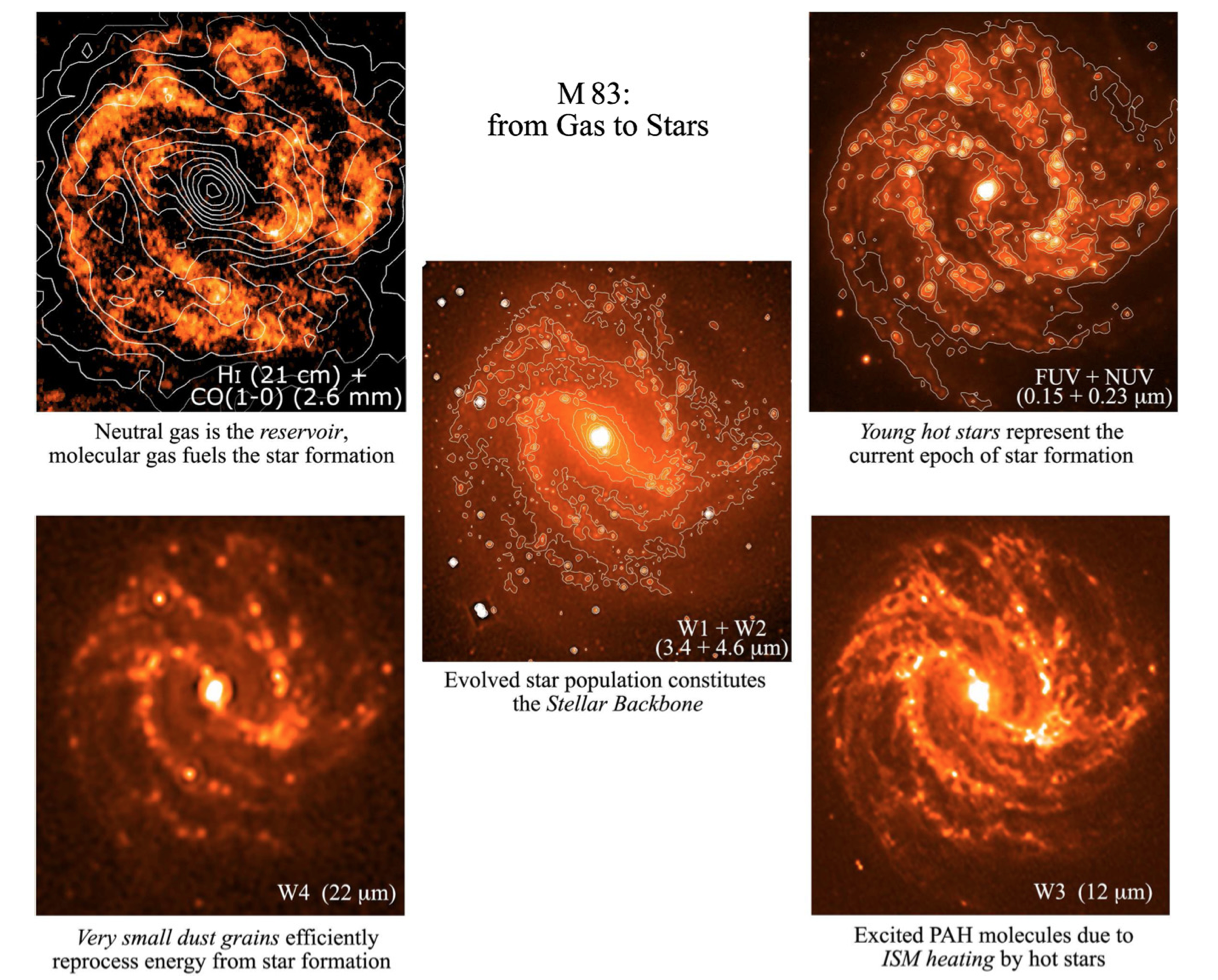 M 83:
from Gas to Stars
HI (21 cm) +
CO(1-0) (2.6 mm)
Neutral gas is the reservoir,
molecular gas fuels the star formation
FUV + NUV
(0.15 + 0.23 μm)
Young hot stars represent the
current epoch of star formation
W1 + W2
(3.4 + 4.6 μm)
Evolved star population constitutes
the Stellar Backbone
W4 (22 μm)
Very small dust grains efficiently
reprocess energy from star formation
W3 (12 μm)
Excited PAH molecules due to
ISM heating by hot stars